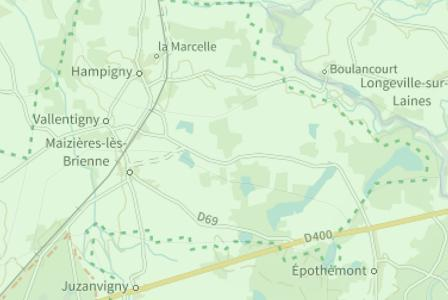 la Marcelle
Hampigny
Boulancourt
Longeville-sur-
Laines
Vallentigny
Maizières-lès-
Brienne
D69
D400
Épothémont
Juzanvigny